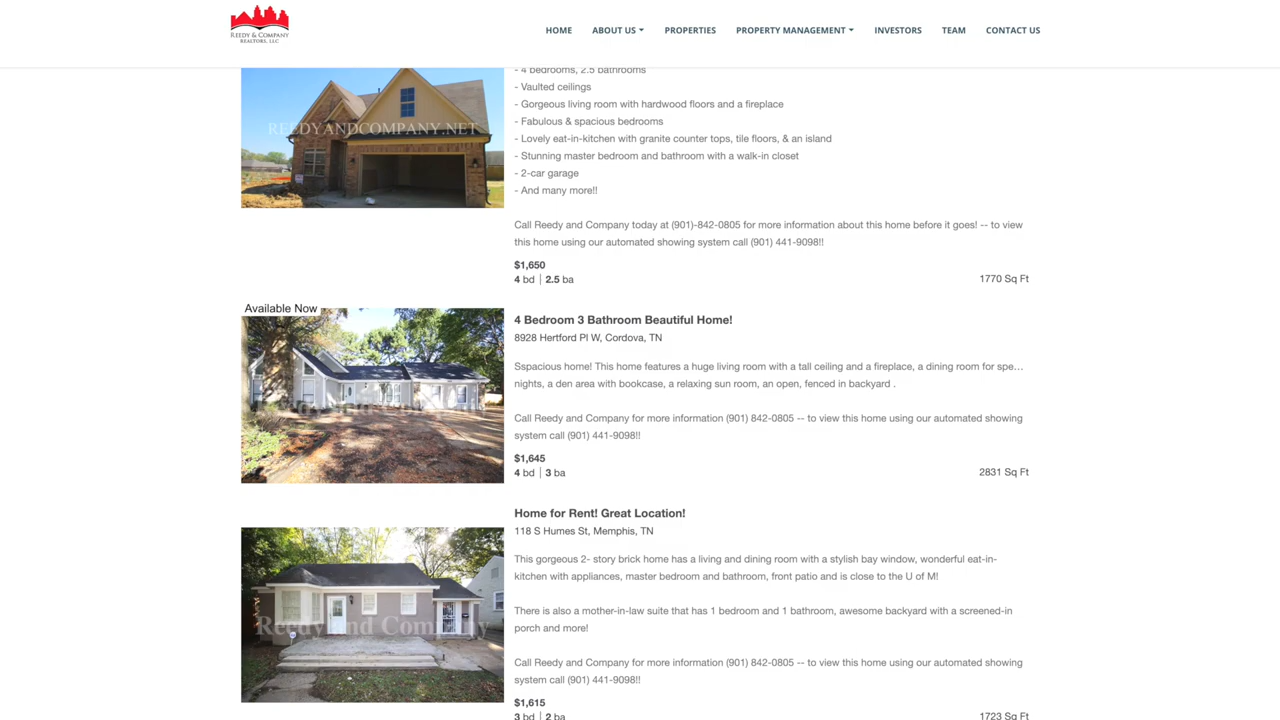 REEDY & COMPANY
REALTORS, LLC
HOME
ABOUT US
PROPERTIES
PROPERTY MANAGEMENT
INVESTORS
TEAM
CONTACT US
- 4 bedrooms, 2.5 bathrooms
- Vaulted ceilings
- Gorgeous living room with hardwood floors and a fireplace
REEDYANDCOMPANY.NET
- Fabulous & spacious bedrooms
- Lovely eat-in-kitchen with granite counter tops, tile floors, & an island
- Stunning master bedroom and bathroom with a walk-in closet
- 2-car garage
- And many more!!
Call Reedy and Company today at (901)-842-0805 for more information about this home before it goes! -- to view
this home using our automated showing system call (901) 441-9098!!
$1,650
4 bd | 2.5 ba
1770 Sq Ft
Available Now
4 Bedroom 3 Bathroom Beautiful Home!
8928 Hertford Pl W, Cordova, TN
Sspacious home! This home features a huge living room with a tall ceiling and a fireplace, a dining room for spe…
nights, a den area with bookcase, a relaxing sun room, an open, fenced in backyard .
Call Reedy and Company for more information (901) 842-0805 -- to view this home using our automated showing
system call (901) 441-9098!!
$1,645
4 bd | 3 ba
2831 Sq Ft
Home for Rent! Great Location!
118 S Humes St, Memphis, TN
This gorgeous 2- story brick home has a living and dining room with a stylish bay window, wonderful eat-in-
kitchen with appliances, master bedroom and bathroom, front patio and is close to the U of M!
There is also a mother-in-law suite that has 1 bedroom and 1 bathroom, awesome backyard with a screened-in
porch and more!
Reedy and Company
Call Reedy and Company for more information (901) 842-0805 -- to view this home using our automated showing
system call (901) 441-9098!!
$1,615
3 bd | 2 ba
1723 Sq Ft